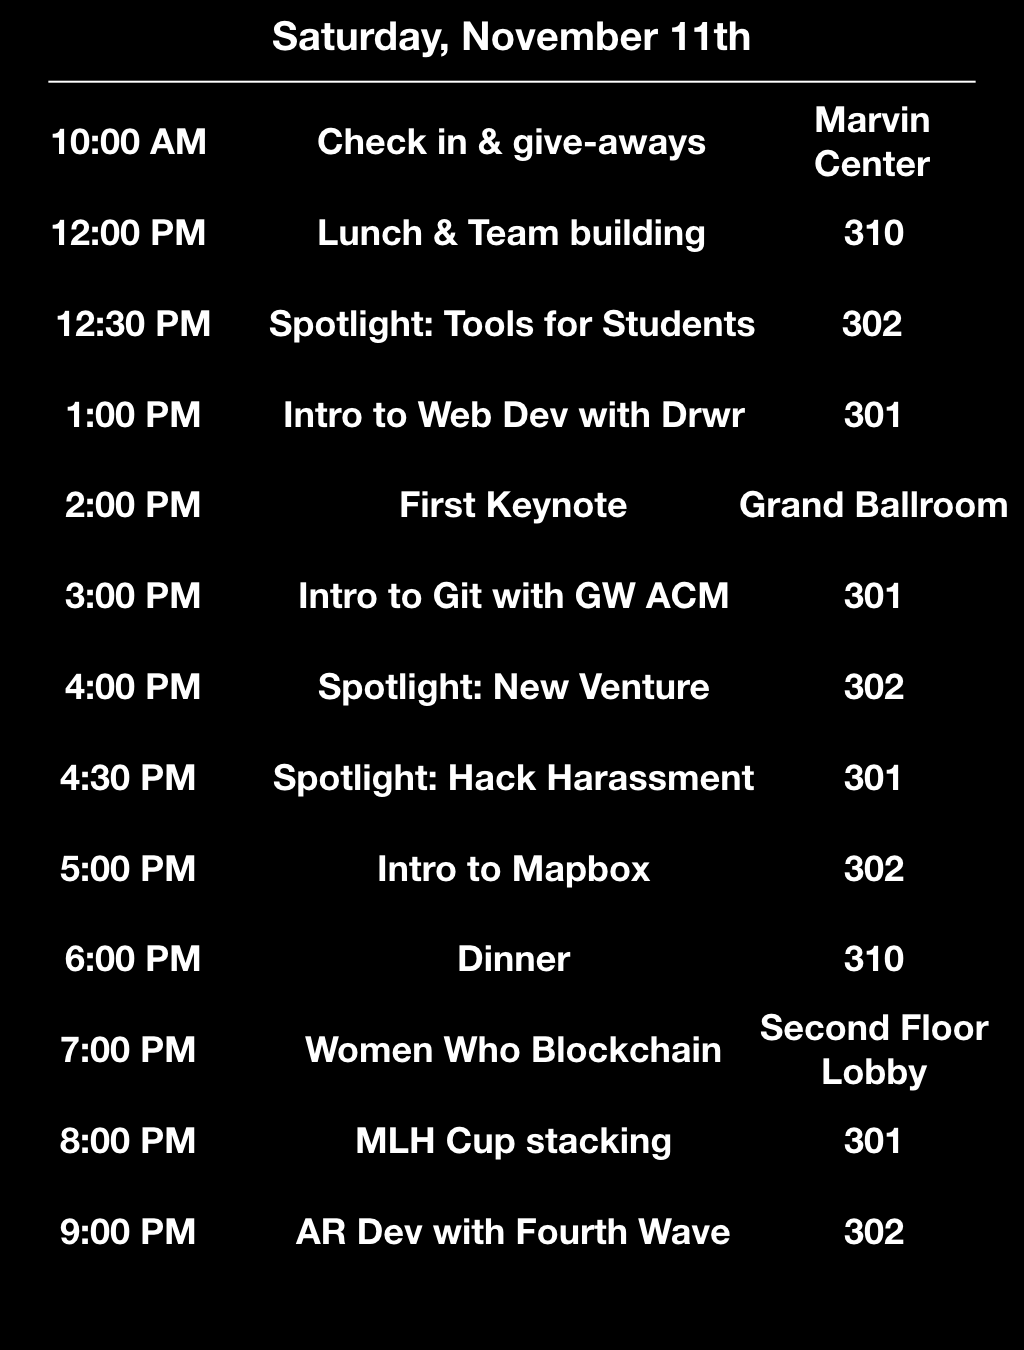 Saturday, November 11th
10:00 AM Check in & give-aways Marvin Center
12:00 PM Lunch & Team building 310
12:30 PM Spotlight: Tools for Students 302
1:00 PM Intro to Web Dev with Drwr 301
2:00 PM First Keynote Grand Ballroom
3:00 PM Intro to Git with GW ACM 301
4:00 PM Spotlight: New Venture 302
4:30 PM Spotlight: Hack Harassment 301
5:00 PM Intro to Mapbox 302
6:00 PM Dinner 310
7:00 PM Women Who Blockchain Second Floor Lobby
8:00 PM MLH Cup stacking 301
9:00 PM AR Dev with Fourth Wave 302